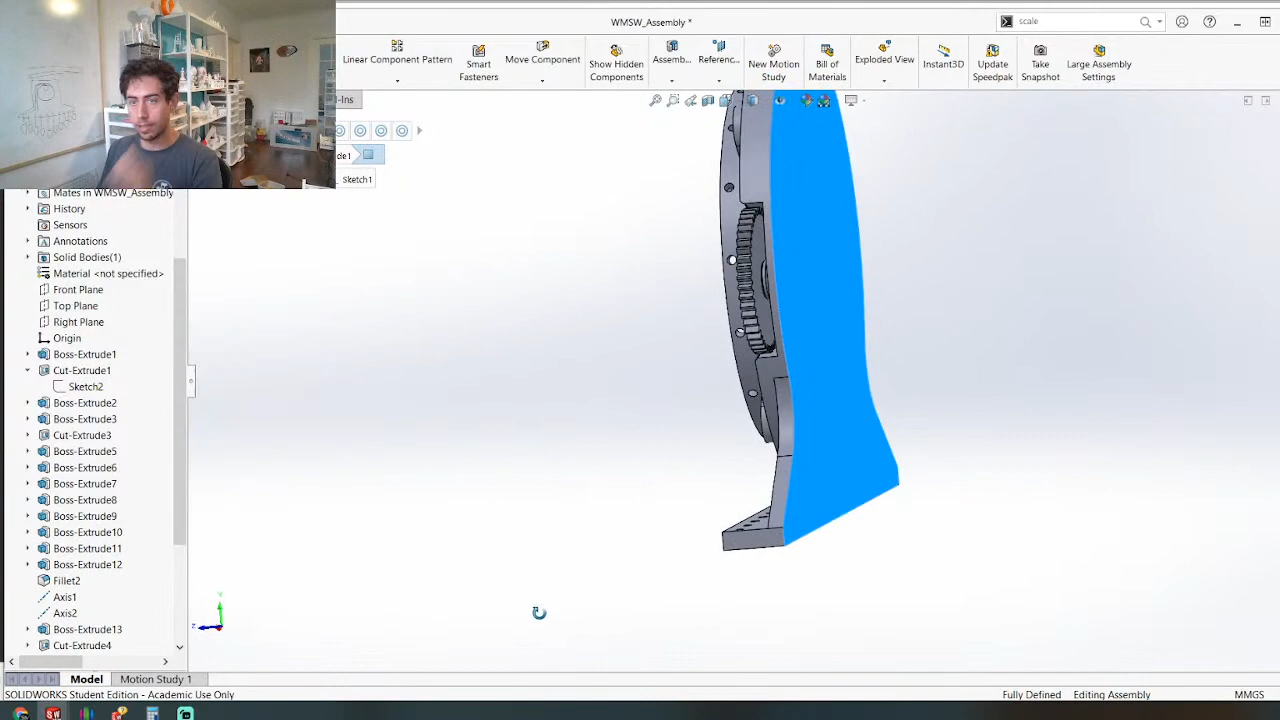 WMSW_Assembly *
scale
Linear Component Pattern
Smart
Fasteners
Move Component
Show Hidden
Components
Assemb...
Referenc...
New Motion
Study
Bill of
Materials
Exploded View
Instant3D
Update
Speedpak
Take
Snapshot
Large Assembly
Settings
-Ins
de1
Sketch1
Mates in WMSW_Assembly
History
Sensors
Annotations
Solid Bodies(1)
Material <not specified>
Front Plane
Top Plane
Right Plane
Origin
Boss-Extrude1
Cut-Extrude1
Sketch2
Boss-Extrude2
Boss-Extrude3
Cut-Extrude3
Boss-Extrude5
Boss-Extrude6
Boss-Extrude7
Boss-Extrude8
Boss-Extrude9
Boss-Extrude10
Boss-Extrude11
Boss-Extrude12
Fillet2
Axis1
Axis2
Boss-Extrude13
Cut-Extrude4
Y
Z
Model
Motion Study 1
SOLIDWORKS Student Edition - Academic Use Only
Fully Defined
Editing Assembly
MMGS